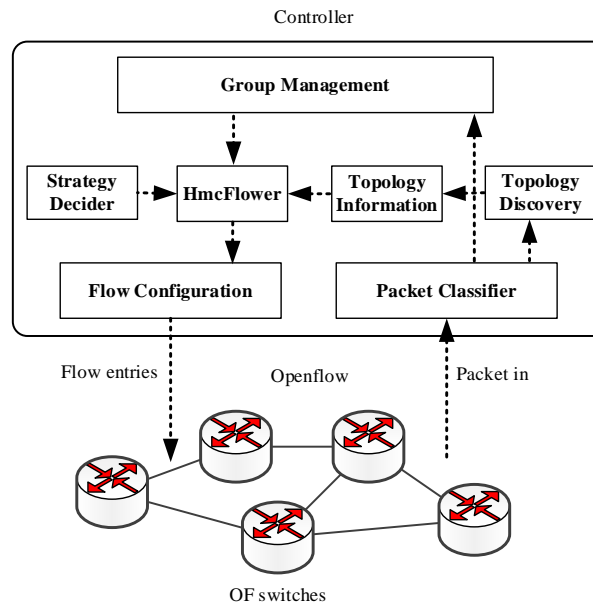 Controller
Group Management
Strategy
Decider
HmcFlower
Topology
Information
Topology
Discovery
Flow Configuration
Packet Classifier
Flow entries
Openflow
Packet in
OF switches